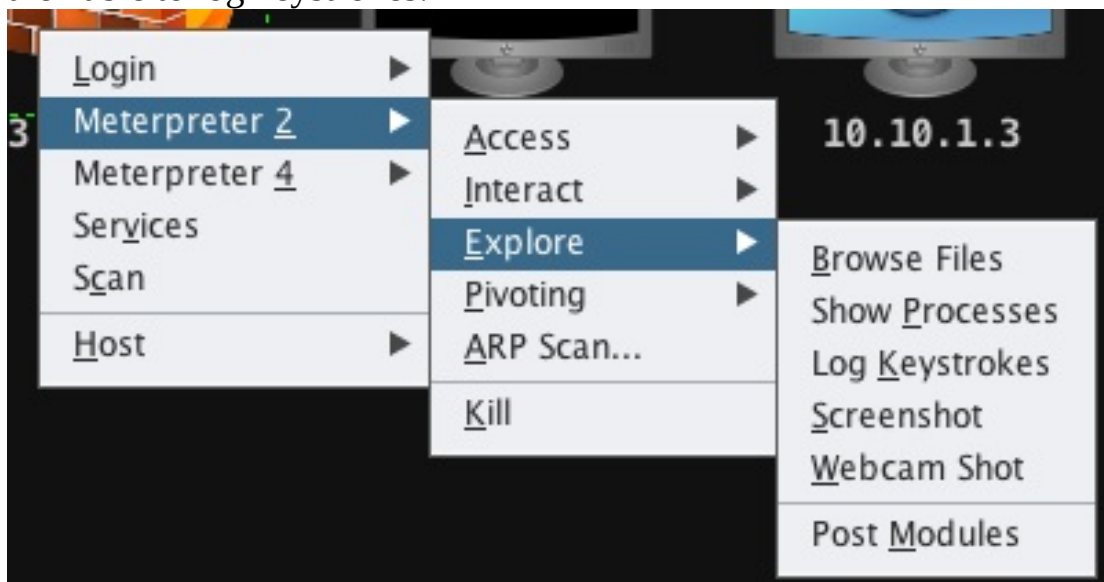 Login
Meterpreter 2
Meterpreter 4
Services
Scan
Host
3
Access
Interact
Explore
Pivoting
ARP Scan...
Kill
10.10.1.3
Browse Files
Show Processes
Log Keystrokes
Screenshot
Webcam Shot
Post Modules